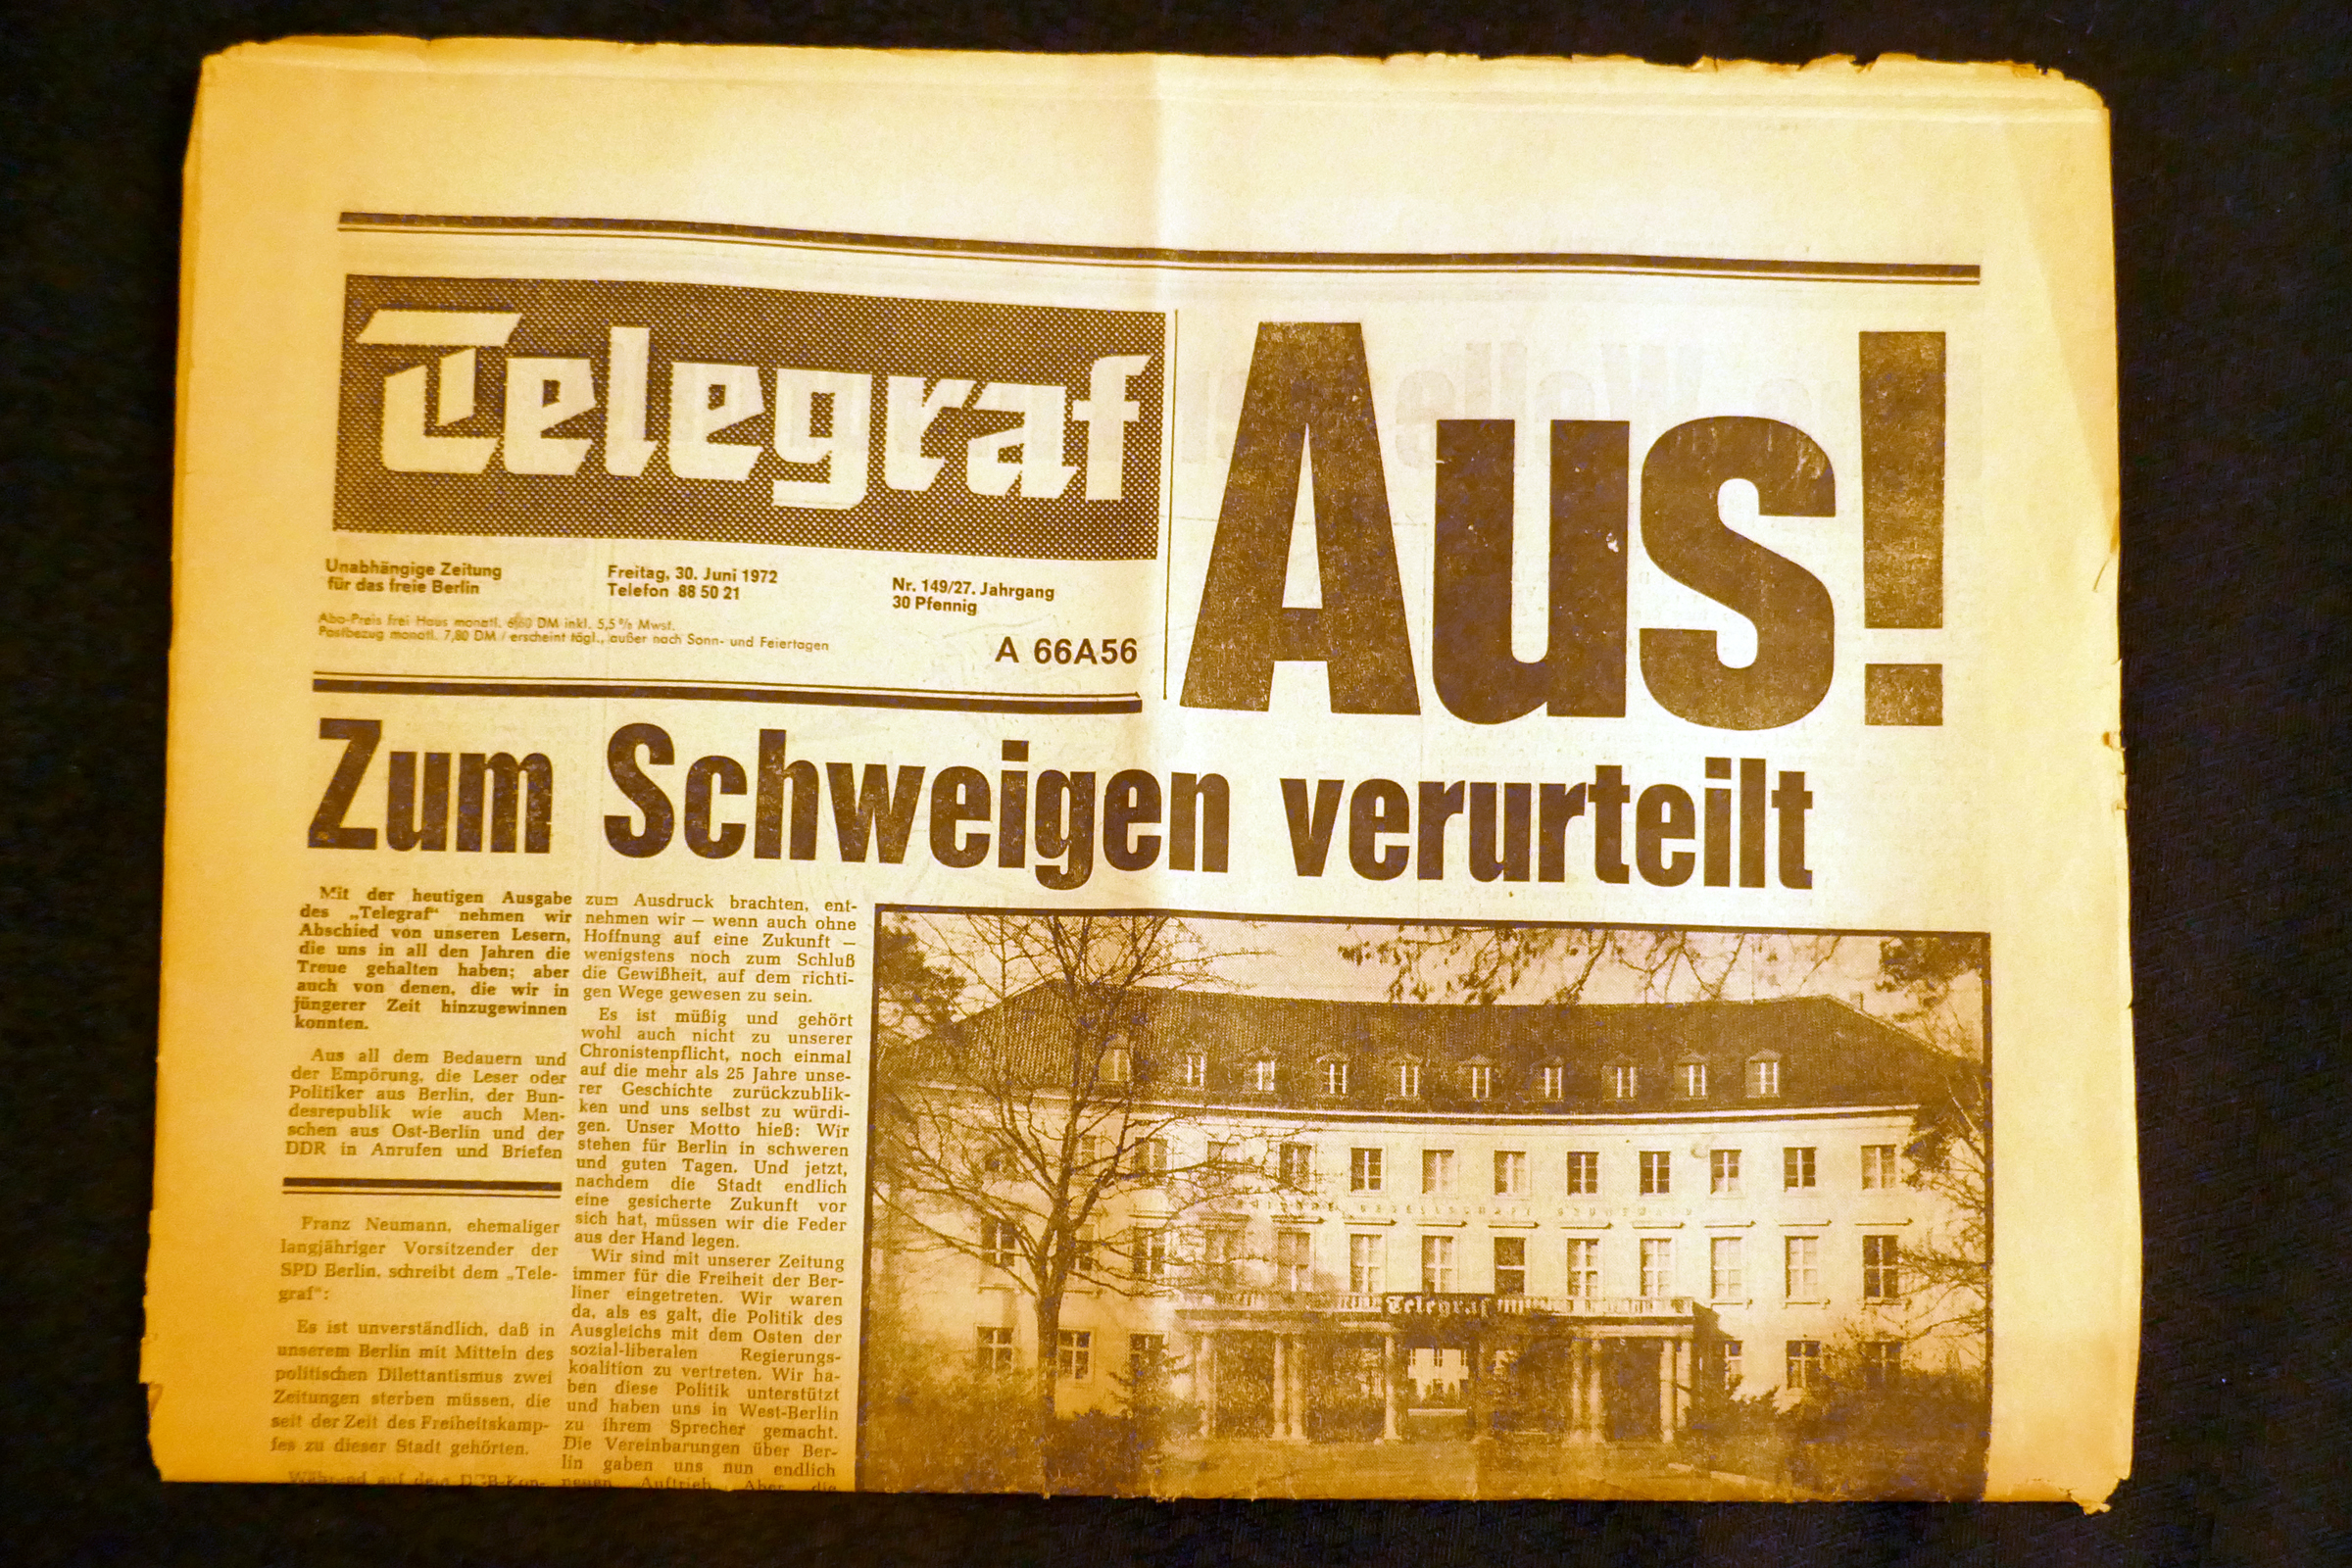 Telegraf
Aus!
Unabhängige Zeitung
für das freie Berlin
Freitag, 30. Juni 1972
Telefon 88 50 21
Nr. 149/27. Jahrgang
30 Pfennig
Abo-Preis frei Haus monatl. DM inkl. 5,5 % Mwst.
Postbezug monatl. 7,80 DM / erscheint tägl., außer nach Sonn- und Feiertagen
A 66A56
Zum Schweigen verurteilt
Mit der heutigen Ausgabe
des „Telegraf“ nehmen wir
Abschied von unseren Lesern,
die uns in all den Jahren die
Treue gehalten haben; aber
auch von denen, die wir in
jüngerer Zeit hinzugewinnen
konnten.
Aus all dem Bedauern und
der Empörung, die Leser oder
Politiker aus Berlin, der Bun-
desrepublik wie auch Men-
schen aus Ost-Berlin und der
DDR in Anrufen und Briefen
zum Ausdruck brachten, ent-
nehmen wir — wenn auch ohne
Hoffnung auf eine Zukunft —
wenigstens noch zum Schluß
die Gewißheit, auf dem richti-
gen Wege gewesen zu sein.
Es ist müßig und gehört
wohl auch nicht zu unserer
Chronistenpflicht, noch einmal
auf die mehr als 25 Jahre unse-
rer Geschichte zurückzublik-
ken und uns selbst zu würdi-
gen. Unser Motto hieß: Wir
stehen für Berlin in schweren
und guten Tagen. Und jetzt,
nachdem die Stadt endlich
eine gesicherte Zukunft vor
sich hat, müssen wir die Feder
aus der Hand legen.
Wir sind mit unserer Zeitung
immer für die Freiheit der Ber-
liner eingetreten. Wir waren
da, als es galt, die Politik des
Ausgleichs mit dem Osten der
sozial-liberalen Regierungs-
koalition zu vertreten. Wir ha-
ben diese Politik unterstützt
und haben uns in West-Berlin
zu ihrem Sprecher gemacht.
Die Vereinbarungen über Ber-
lin gaben uns nun endlich
neuen Auftrieb. Aber die
Franz Neumann, ehemaliger
langjähriger Vorsitzender der
SPD Berlin, schreibt dem „Tele-
graf“:
Es ist unverständlich, daß in
unserem Berlin mit Mitteln des
politischen Dilettantismus zwei
Zeitungen sterben müssen, die
seit der Zeit des Freiheitskamp-
fes zu dieser Stadt gehörten.
Während auf dem DGB-Kon-
Telegraf